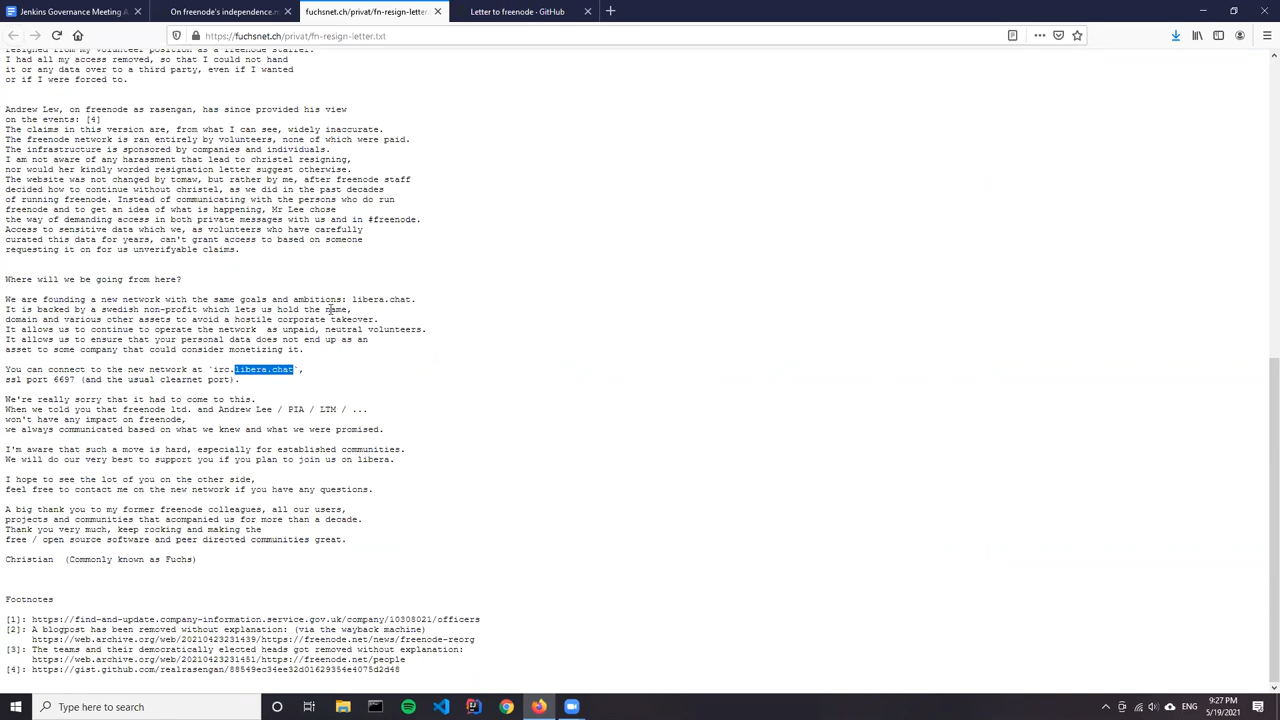 Jenkins Governance Meeting A
On freenode's independence.m
fuchsnet.ch/privat/fn-resign-letter.
Letter to freenode · GitHub
https://fuchsnet.ch/privat/fn-resign-letter.txt
resigned from my volunteer position as a freenode staffer.
I had all my access removed, so that I could not hand
it or any data over to a third party, even if I wanted
or if I were forced to.
Andrew Lew, on freenode as rasengan, has since provided his view
on the events: [4]
The claims in this version are, from what I can see, widely inaccurate.
The freenode network is ran entirely by volunteers, none of which were paid.
The infrastructure is sponsored by companies and individuals.
I am not aware of any harassment that lead to christel resigning,
nor would her kindly worded resignation letter suggest otherwise.
The website was not changed by tomaw, but rather by me, after freenode staff
decided how to continue without christel, as we did in the past decades
of running freenode. Instead of communicating with the persons who do run
freenode and to get an idea of what is happening, Mr Lee chose
the way of demanding access in both private messages with us and in #freenode.
Access to sensitive data which we, as volunteers who have carefully
curated this data for years, can't grant access to based on someone
requesting it on for us unverifyable claims.
Where will we be going from here?
We are founding a new network with the same goals and ambitions: libera.chat.
It is backed by a swedish non-profit which lets us hold the name,
domain and various other assets to avoid a hostile corporate takeover.
It allows us to continue to operate the network  as unpaid, neutral volunteers.
It allows us to ensure that your personal data does not end up as an
asset to some company that could consider monetizing it.
You can connect to the new network at `irc.libera.chat`,
ssl port 6697 (and the usual clearnet port).
We're really sorry that it had to come to this.
When we told you that freenode ltd. and Andrew Lee / PIA / LTM / ...
won't have any impact on freenode,
we always communicated based on what we knew and what we were promised.
I'm aware that such a move is hard, especially for established communities.
We will do our very best to support you if you plan to join us on libera.
I hope to see the lot of you on the other side,
feel free to contact me on the new network if you have any questions.
A big thank you to my former freenode colleagues, all our users,
projects and communities that acompanied us for more than a decade.
Thank you very much, keep rocking and making the
free / open source software and peer directed communities great.
Christian  (Commonly known as Fuchs)
Footnotes
[1]: https://find-and-update.company-information.service.gov.uk/company/10308021/officers
[2]: A blogpost has been removed without explanation: (via the wayback machine)
https://web.archive.org/web/20210423231439/https://freenode.net/news/freenode-reorg
[3]: The teams and their democratically elected heads got removed without explanation:
https://web.archive.org/web/20210423231451/https://freenode.net/people
[4]: https://gist.github.com/realrasengan/88549ec34ee32d01629354e4075d2d48
Type here to search
ENG
9:27 PM
5/19/2021